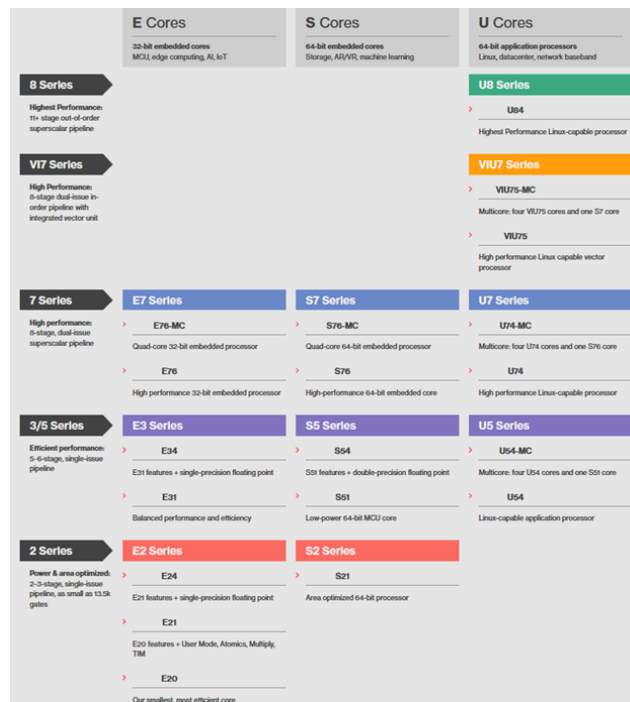 E Cores
32-bit embedded cores
MCU, edge computing, AI, IoT
S Cores
64-bit embedded cores
Storage, AR/VR, machine learning
U Cores
64-bit application processors
Linux, datacenter, network baseband
8 Series
Highest Performance:
11+ stage out-of-order
superscalar pipeline
U8 Series
U84
Highest Performance Linux-capable processor
VI7 Series
High Performance:
8-stage dual-issue in-
order pipeline with
integrated vector unit
VIU7 Series
VIU75-MC
Multicore: four VIU75 cores and one S7 core
VIU75
High performance Linux capable vector
processor
7 Series
High performance:
8-stage, dual-issue
superscalar pipeline
E7 Series
E76-MC
Quad-core 32-bit embedded processor
E76
High performance 32-bit embedded processor
S7 Series
S76-MC
Quad-core 64-bit embedded processor
S76
High-performance 64-bit embedded core
U7 Series
U74-MC
Multicore: four U74 cores and one S76 core
U74
High performance Linux-capable processor
3/5 Series
Efficient performance:
5-6-stage, single-issue
pipeline
E3 Series
E34
E31 features + single-precision floating point
E31
Balanced performance and efficiency
S5 Series
S54
S51 features + double-precision floating point
S51
Low-power 64-bit MCU core
U5 Series
U54-MC
Multicore: four U54 cores and one S51 core
U54
Linux-capable application processor
2 Series
Power & area optimized:
2-3-stage, single-issue
pipeline, as small as 13.5k
gates
E2 Series
E24
E21 features + single-precision floating point
E21
E20 features + User Mode, Atomics, Multiply,
TIM
E20
Our smallest, most efficient core
S2 Series
S21
Area optimized 64-bit processor